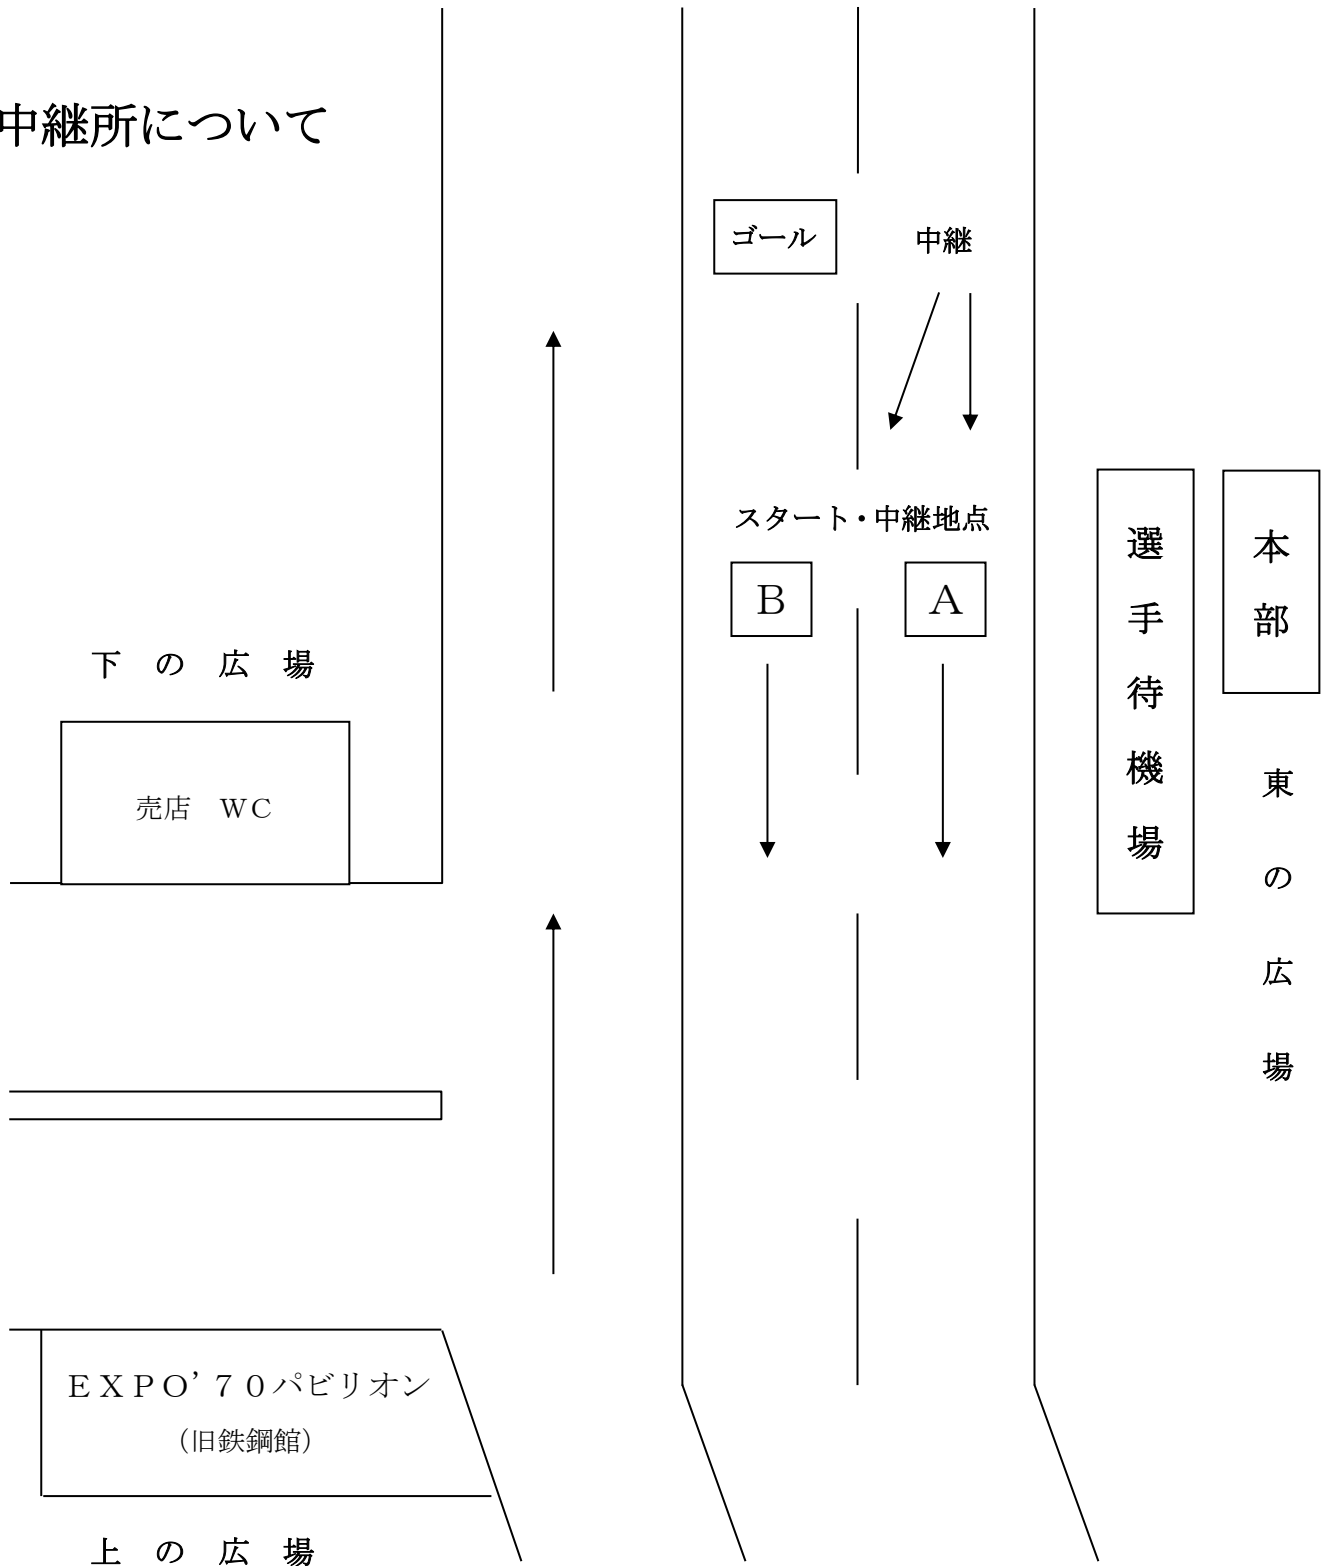 中継所について
ゴール
中継
スタート・中継地点
B
A
選手待機場
本部
東の広場
下の広場
売店　WC
ＥＸＰＯ’７０パビリオン
（旧鉄鋼館）
上の広場